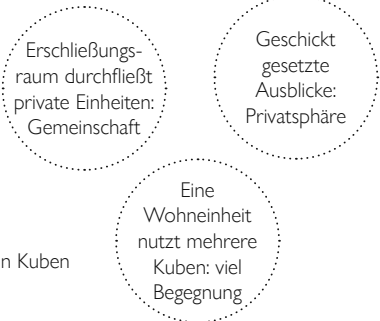 Erschließungs-
raum durchfließt
private Einheiten:
Gemeinschaft
Geschickt
gesetzte
Ausblicke:
Privatsphäre
Eine
Wohneinheit
nutzt mehrere
Kuben: viel
Begegnung
n Kuben